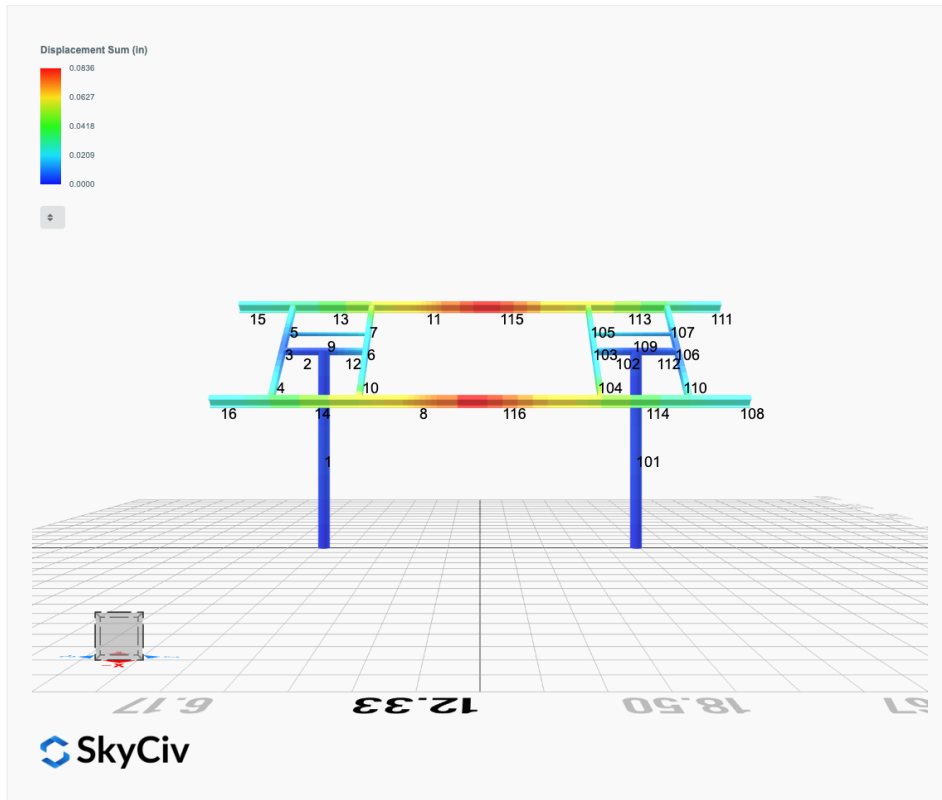 Displacement Sum (in)
0.0836
0.0627
0.0418
0.0209
0.0000
15 13 11 115 113 111
5 7 105 107
9 109
3 6 103 106
2 12 102 112
4 10 104 110
16 14 8 116 114 108
1 101
-X
6.17 12.33 18.50
SkyCiv